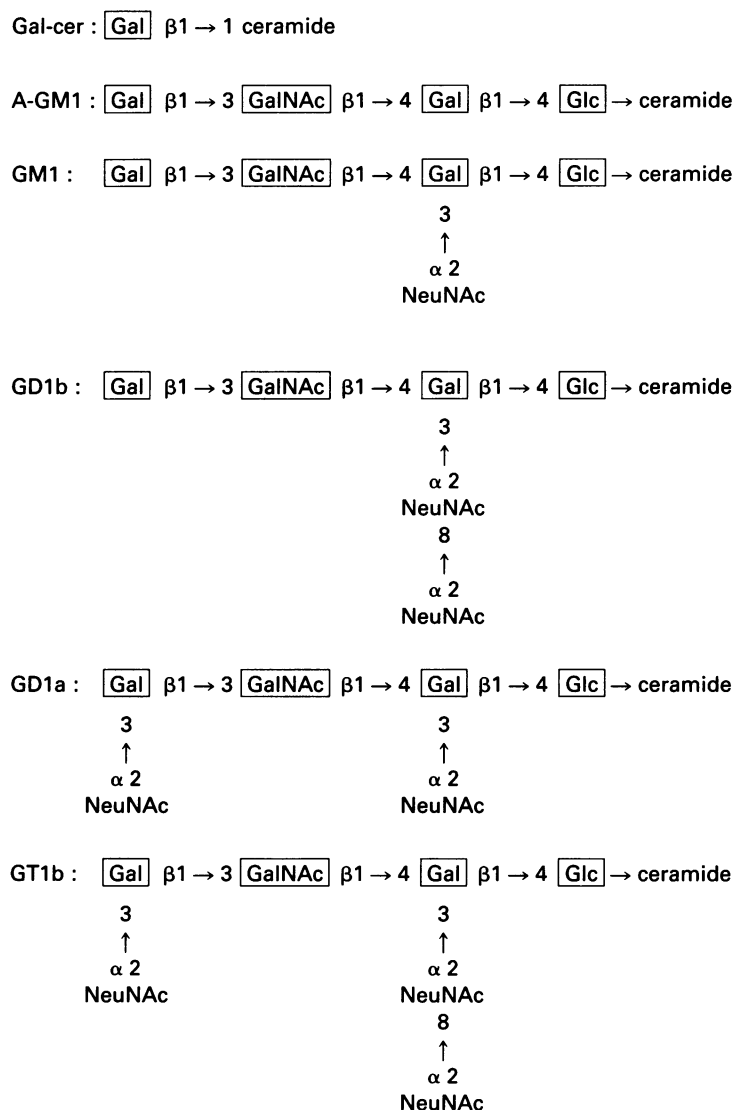 Gal-cer : Gal β1 → 1 ceramide
A-GM1 : Gal β1 → 3 GalNAc β1 → 4 Gal β1 → 4 Glc → ceramide
GM1 : Gal β1 → 3 GalNAc β1 → 4 Gal β1 → 4 Glc → ceramide
3
↑
α 2
NeuNAc
GD1b : Gal β1 → 3 GalNAc β1 → 4 Gal β1 → 4 Glc → ceramide
3
↑
α 2
NeuNAc
8
↑
α 2
NeuNAc
GD1a : Gal β1 → 3 GalNAc β1 → 4 Gal β1 → 4 Glc → ceramide
3 3
↑ ↑
α 2 α 2
NeuNAc NeuNAc
GT1b : Gal β1 → 3 GalNAc β1 → 4 Gal β1 → 4 Glc → ceramide
3 3
↑ ↑
α 2 α 2
NeuNAc NeuNAc
8
↑
α 2
NeuNAc